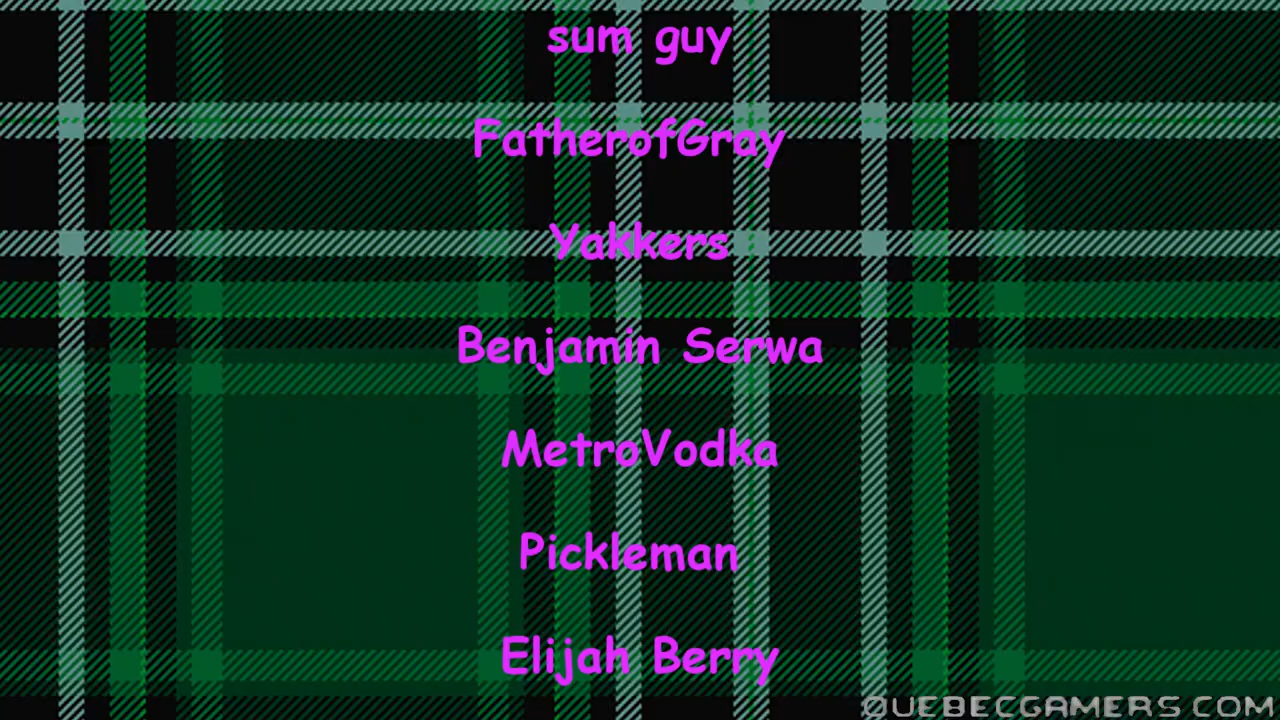 sum guy
FatherofGray
Yakkers
Benjamin Serwa
MetroVodka
Pickleman
Elijah Berry
QUEBECGAMERS.COM